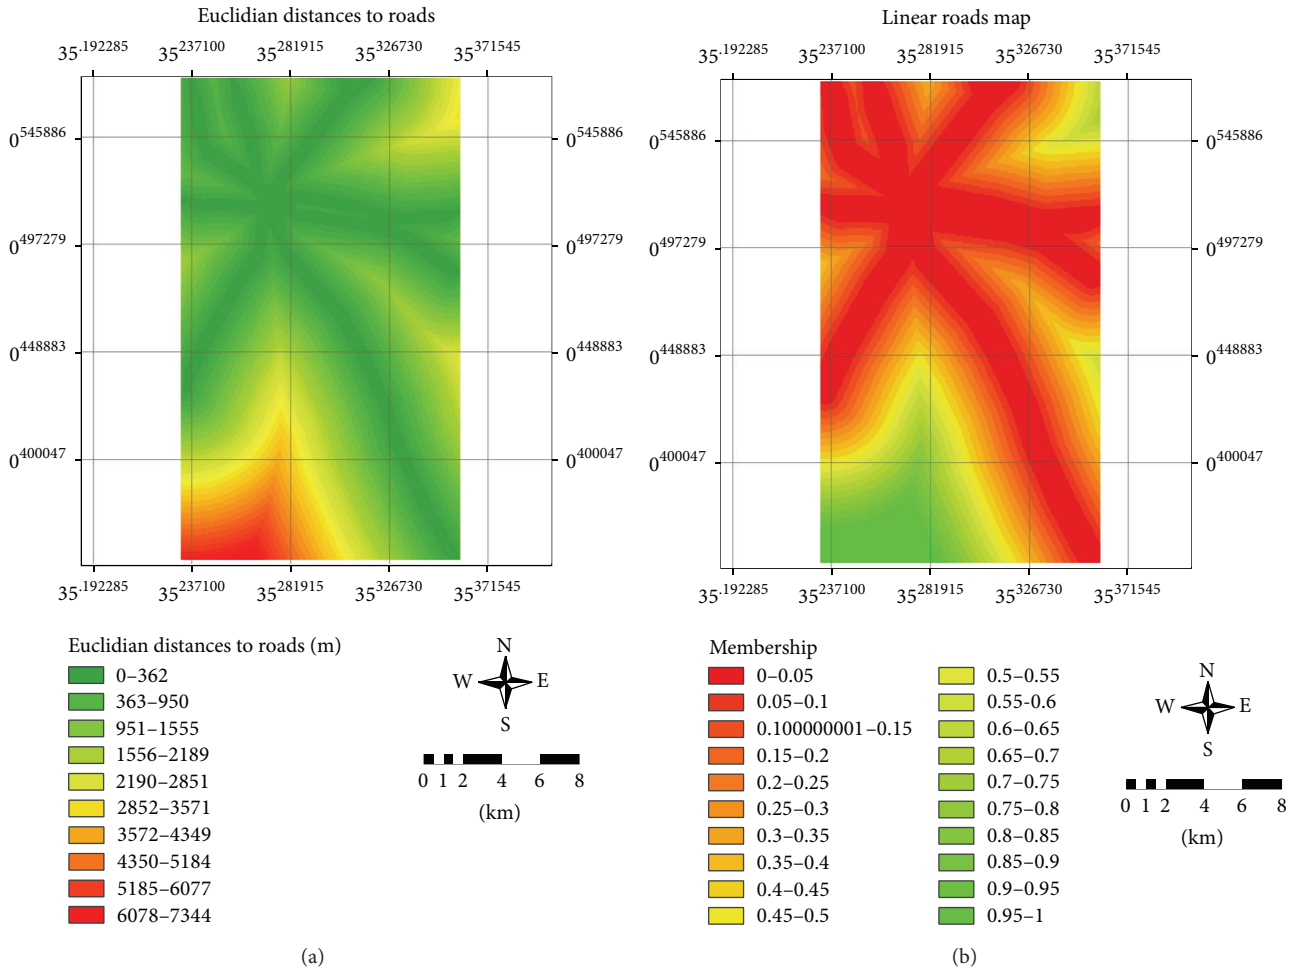 Euclidian distances to roads
35.192285 35237100 35281915 35326730 35371545
0545886 0545886
0497279 0497279
0448883 0448883
0400047 0400047
35.192285 35237100 35281915 35326730 35371545
Euclidian distances to roads (m)
0–362
363–950
951–1555
1556–2189
2190–2851
2852–3571
3572–4349
4350–5184
5185–6077
6078–7344
N
W E
S
0 1 2 4 6 8
(km)
(a)
Linear roads map
35.192285 35237100 35281915 35326730 35371545
0545886 0545886
0497279 0497279
0448883 0448883
0400047 0400047
35.192285 35237100 35281915 35326730 35371545
Membership
0–0.05
0.05–0.1
0.100000001–0.15
0.15–0.2
0.2–0.25
0.25–0.3
0.3–0.35
0.35–0.4
0.4–0.45
0.45–0.5
0.5–0.55
0.55–0.6
0.6–0.65
0.65–0.7
0.7–0.75
0.75–0.8
0.8–0.85
0.85–0.9
0.9–0.95
0.95–1
N
W E
S
0 1 2 4 6 8
(km)
(b)